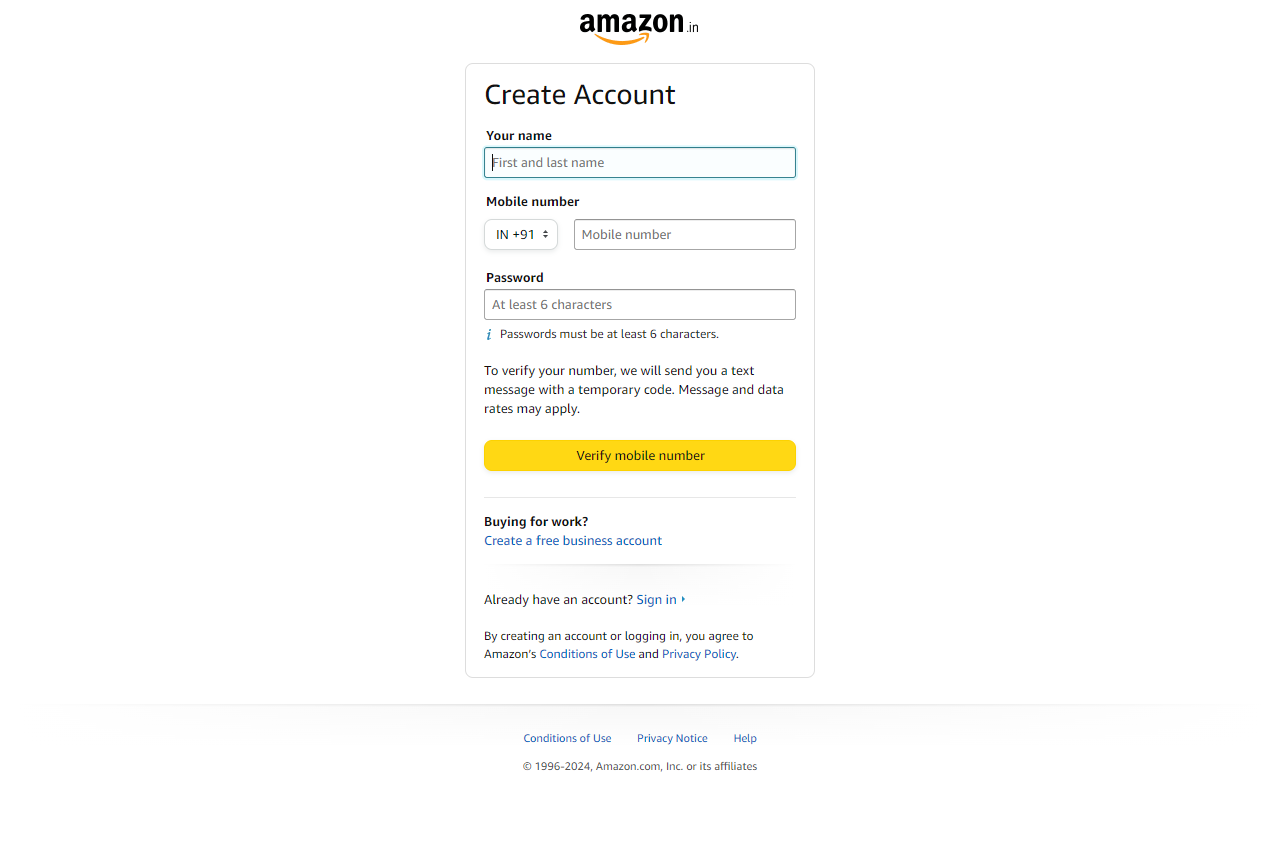 amazon.in
Create Account
Your name
First and last name
Mobile number
IN +91 Mobile number
Password
At least 6 characters
i Passwords must be at least 6 characters.
To verify your number, we will send you a text
message with a temporary code. Message and data
rates may apply.
Verify mobile number
Buying for work?
Create a free business account
Already have an account? Sign in
By creating an account or logging in, you agree to
Amazon’s Conditions of Use and Privacy Policy.
Conditions of Use Privacy Notice Help
© 1996-2024, Amazon.com, Inc. or its affiliates